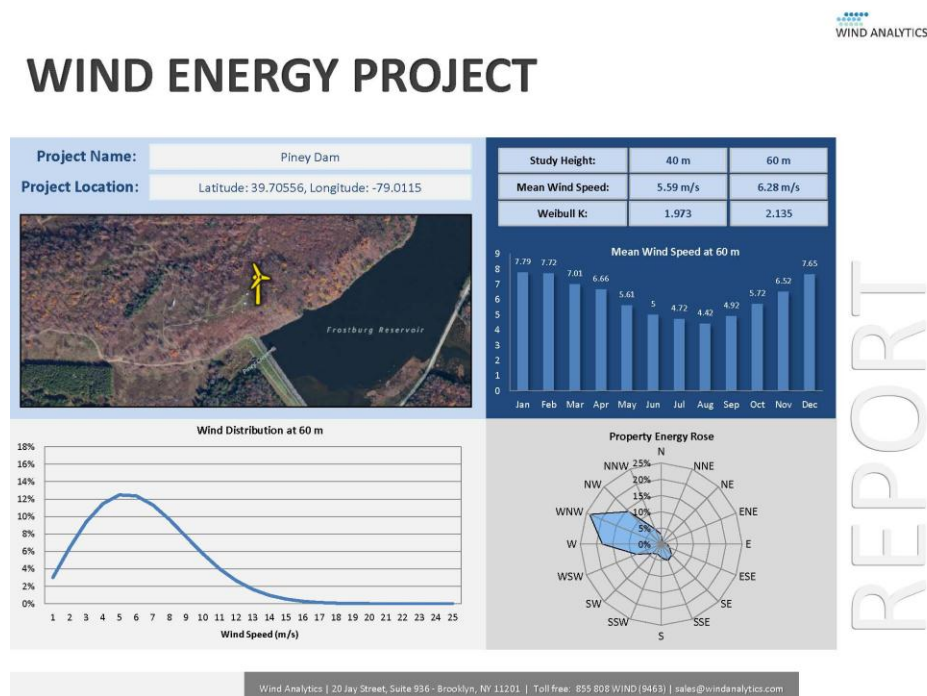 WIND ANALYTICS
WIND ENERGY PROJECT
Project Name: Piney Dam
Project Location: Latitude: 39.70556, Longitude: -79.0115
Frostburg Reservoir
Study Height: 40 m 60 m
Mean Wind Speed: 5.59 m/s 6.28 m/s
Weibull K: 1.973 2.135
Mean Wind Speed at 60 m
9
8
7
6
5
4
3
2
1
0
7.79 7.72 7.01 6.66 5.61 5 4.72 4.42 4.92 5.72 6.52 7.65
Jan Feb Mar Apr May Jun Jul Aug Sep Oct Nov Dec
REPORT
Wind Distribution at 60 m
18%
16%
14%
12%
10%
8%
6%
4%
2%
0%
1 2 3 4 5 6 7 8 9 10 11 12 13 14 15 16 17 18 19 20 21 22 23 24 25
Wind Speed (m/s)
Property Energy Rose
N
NNE
NE
ENE
E
ESE
SE
SSE
S
SSW
SW
WSW
W
WNW
NW
NNW
25%
20%
15%
10%
5%
0%
Wind Analytics | 20 Jay Street, Suite 936 - Brooklyn, NY 11201 | Toll free: 855 808 WIND (9463) | sales@windanalytics.com